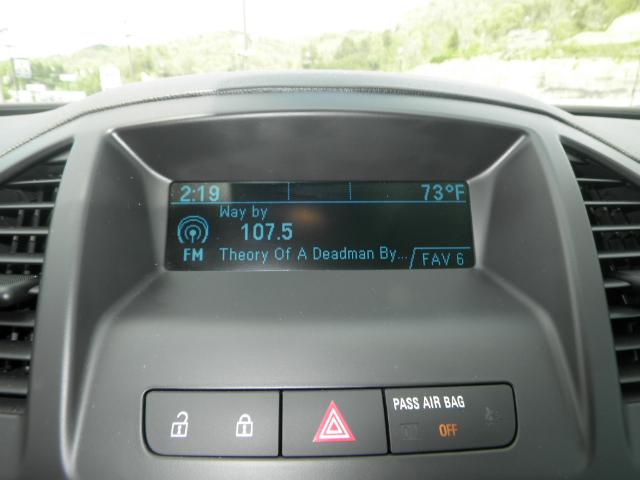 2:19 73°F
Way by
107.5
FM Theory Of A Deadman By... FAV 6
PASS AIR BAG
OFF